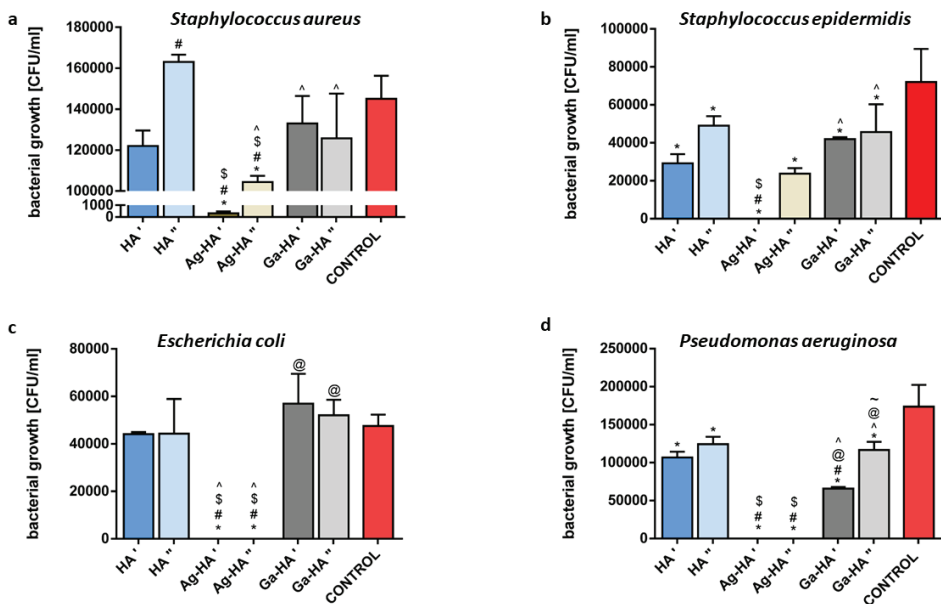 a
Staphylococcus aureus
bacterial growth [CFU/ml]
180000
160000
140000
120000
100000
1000
0
#
$
#
*
^
$
#
*
^
^
HA '
HA "
Ag-HA '
Ag-HA "
Ga-HA '
Ga-HA "
CONTROL
b
Staphylococcus epidermidis
bacterial growth [CFU/ml]
100000
80000
60000
40000
20000
0
*
*
$
#
*
*
^
*
^
*
HA '
HA "
Ag-HA '
Ag-HA "
Ga-HA '
Ga-HA "
CONTROL
c
Escherichia coli
bacterial growth [CFU/ml]
80000
60000
40000
20000
0
^
$
#
*
^
$
#
*
@
@
HA '
HA "
Ag-HA '
Ag-HA "
Ga-HA '
Ga-HA "
CONTROL
d
Pseudomonas aeruginosa
bacterial growth [CFU/ml]
250000
200000
150000
100000
50000
0
*
*
$
#
*
$
#
*
^
@
#
*
~
@
^
*
HA '
HA "
Ag-HA '
Ag-HA "
Ga-HA '
Ga-HA "
CONTROL